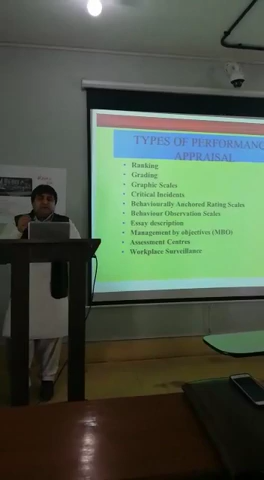 TYPES OF PERFORMANC
APPRAISAL
Ranking
Grading
Graphic Scales
Critical Incidents
Behaviourally Anchored Rating Scales
Behaviour Observation Scales
Essay description
Management by objectives (MBO)
Assessment Centres
Workplace Surveillance